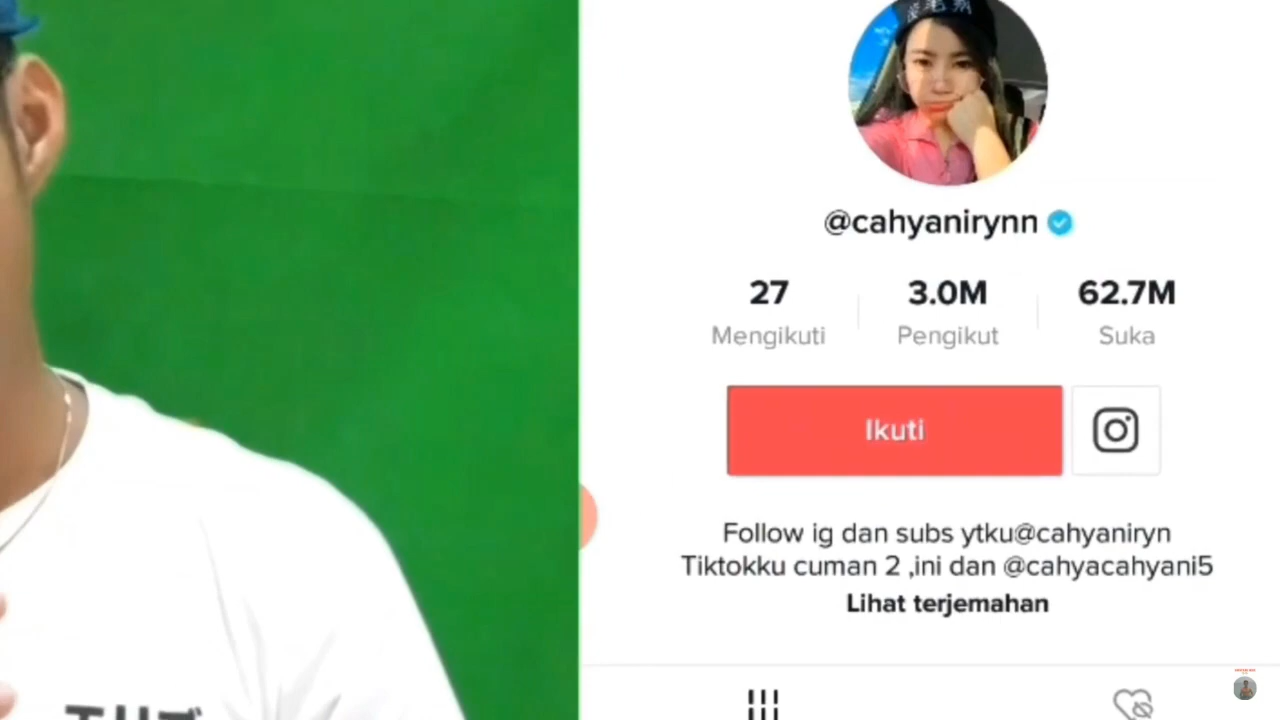 @cahyanirynn
27 3.0M 62.7M
Mengikuti Pengikut Suka
Ikuti
Follow ig dan subs ytku@cahyaniryn
Tiktokku cuman 2 ,ini dan @cahyacahyani5
Lihat terjemahan